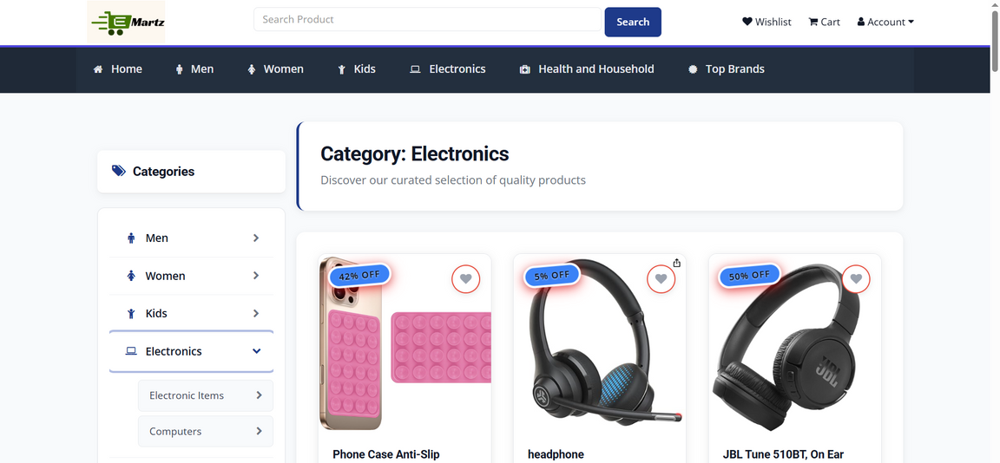 E Martz
Search Product
Search
Wishlist
Cart
Account
Home
Men
Women
Kids
Electronics
Health and Household
Top Brands
Categories
Men
Women
Kids
Electronics
Electronic Items
Computers
Category: Electronics
Discover our curated selection of quality products
42% OFF
5% OFF
50% OFF
JBL
Phone Case Anti-Slip
headphone
JBL Tune 510BT, On Ear